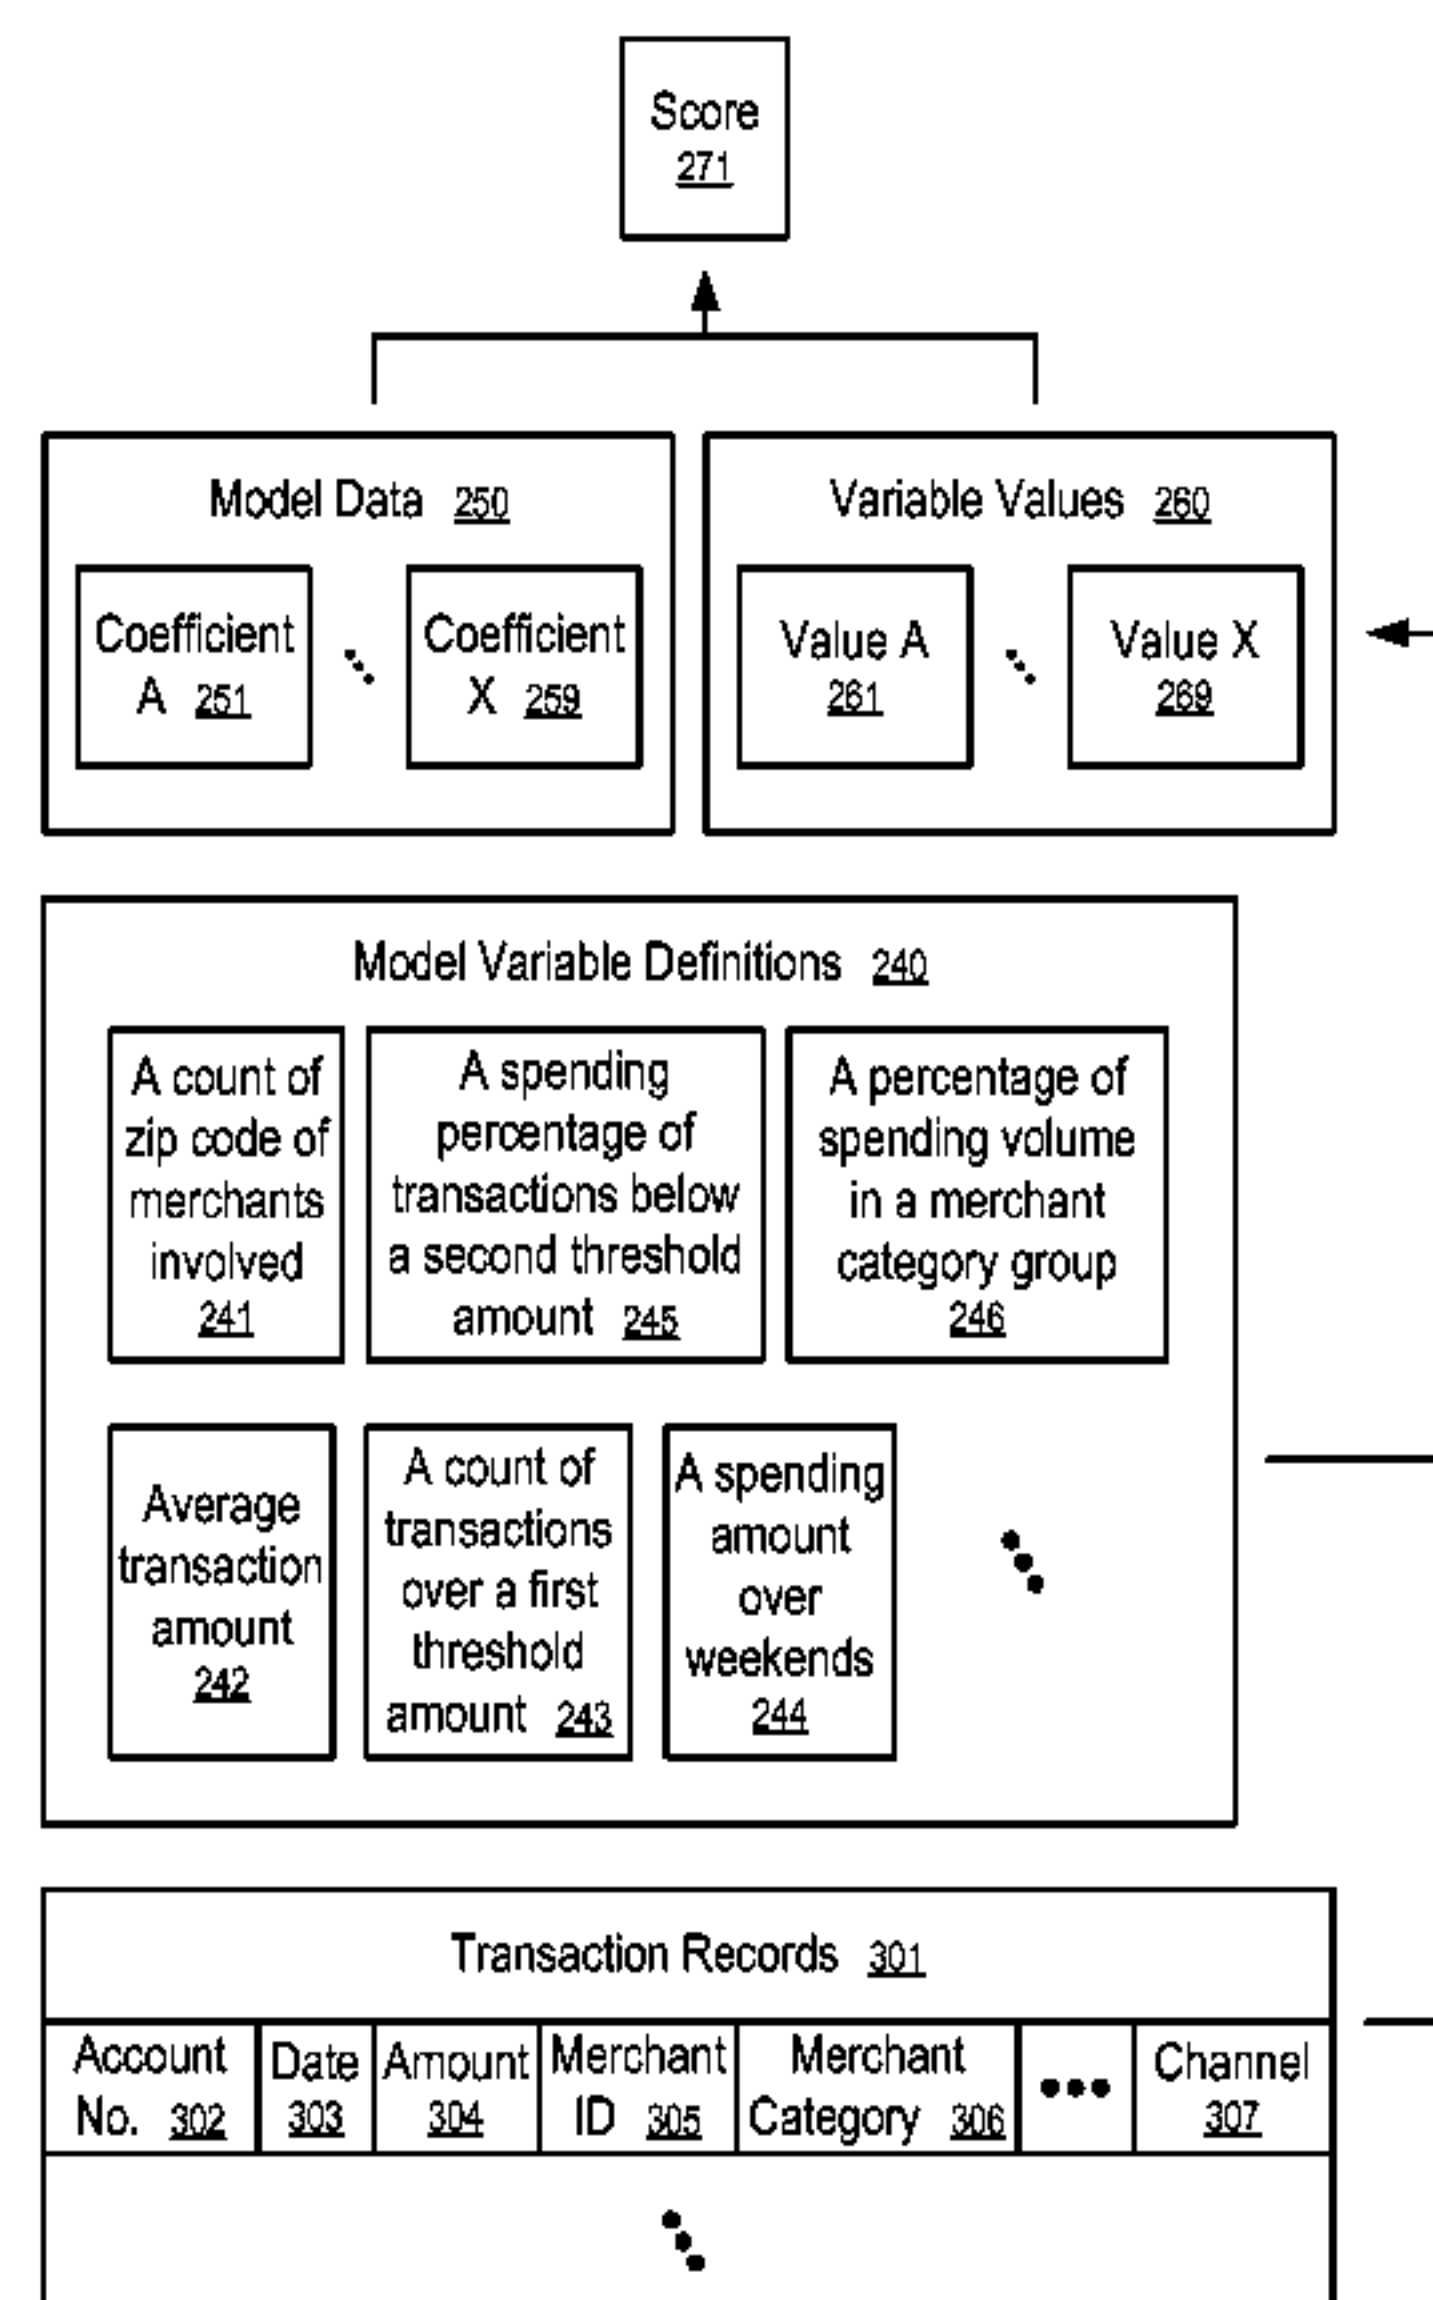 Score
271
Model Data 250
Coefficient
A 251
Coefficient
X 259
Variable Values 260
Value A
261
Value X
269
Model Variable Definitions 240
A count of
zip code of
merchants
involved
241
A spending
percentage of
transactions below
a second threshold
amount 245
A percentage of
spending volume
in a merchant
category group
246
Average
transaction
amount
242
A count of
transactions
over a first
threshold
amount 243
A spending
amount
over
weekends
244
Transaction Records 301
Account
No. 302
Date
303
Amount
304
Merchant
ID 305
Merchant
Category 306
Channel
307